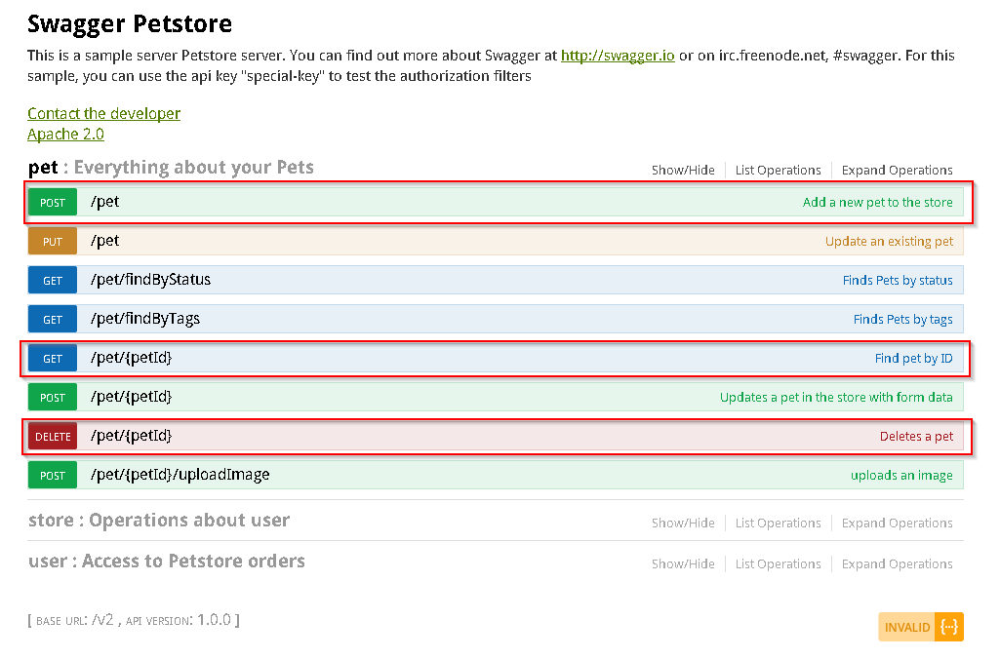 Swagger Petstore
This is a sample server Petstore server. You can find out more about Swagger at http://swagger.io or on irc.freenode.net, #swagger. For this
sample, you can use the api key "special-key" to test the authorization filters
Contact the developer
Apache 2.0
pet : Everything about your Pets Show/Hide List Operations Expand Operations
POST /pet Add a new pet to the store
PUT /pet Update an existing pet
GET /pet/findByStatus Finds Pets by status
GET /pet/findByTags Finds Pets by tags
GET /pet/{petId} Find pet by ID
POST /pet/{petId} Updates a pet in the store with form data
DELETE /pet/{petId} Deletes a pet
POST /pet/{petId}/uploadImage uploads an image
store : Operations about user Show/Hide List Operations Expand Operations
user : Access to Petstore orders Show/Hide List Operations Expand Operations
[ BASE URL: /v2 , API VERSION: 1.0.0 ]
INVALID {···}